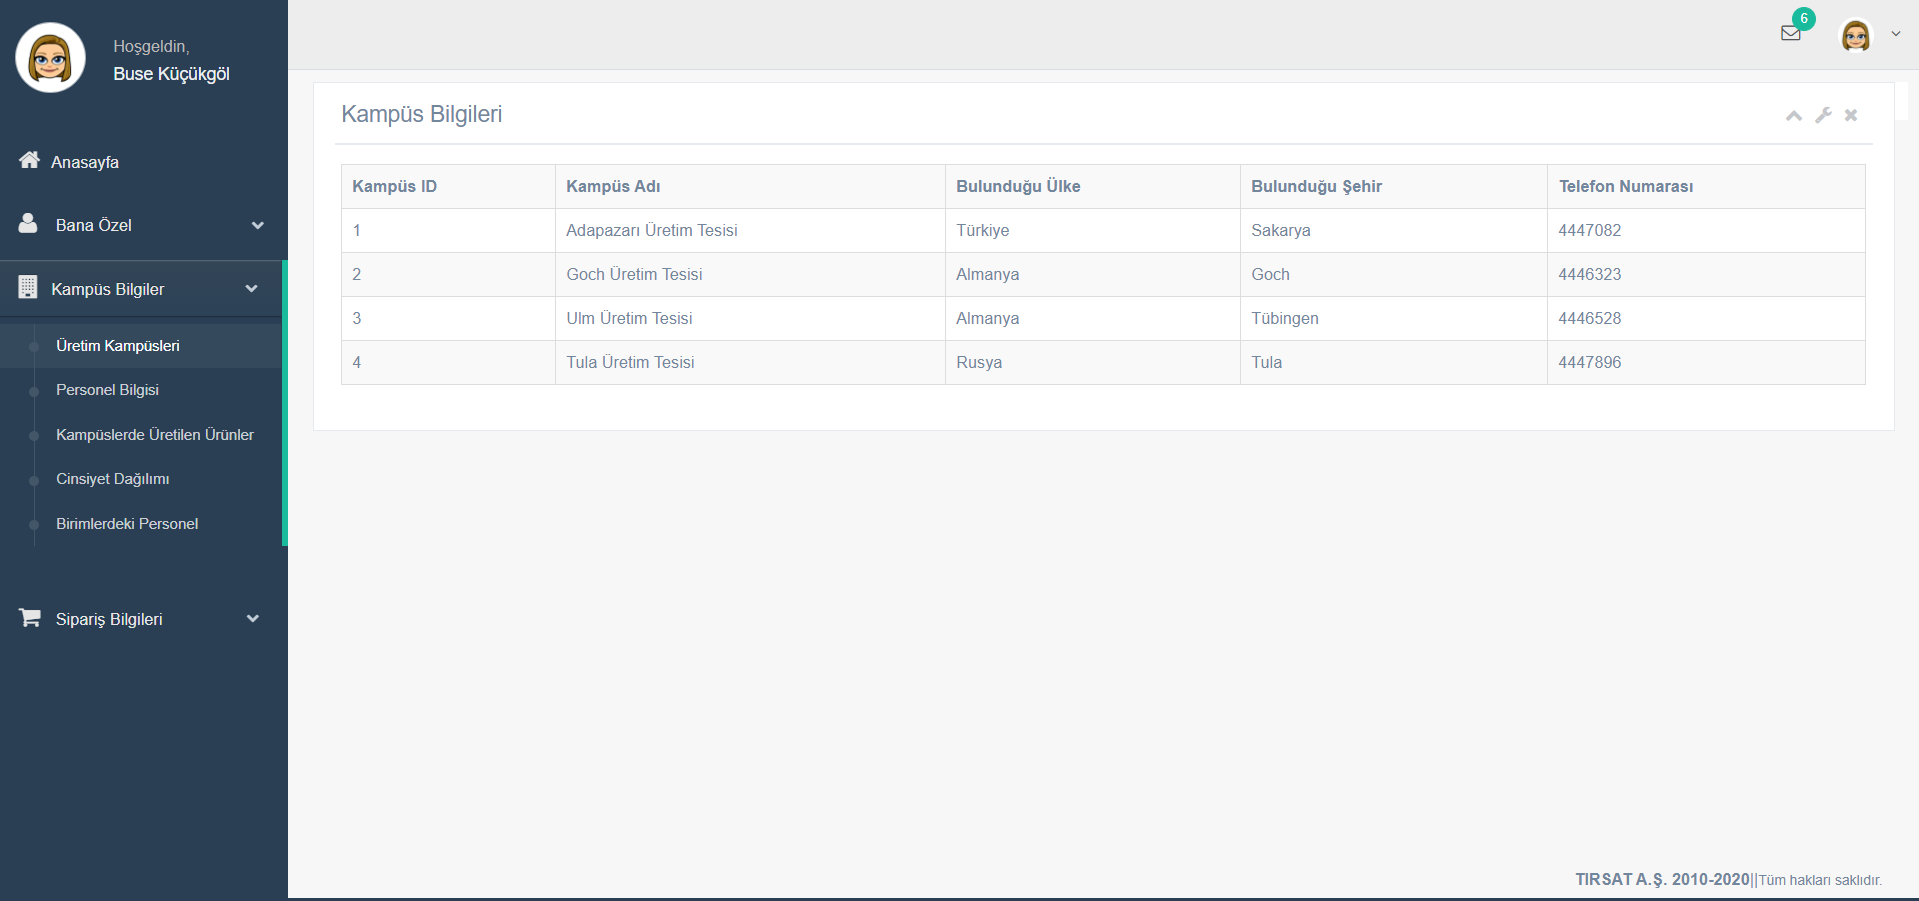 Hoşgeldin,
Buse Küçükgöl
6
Anasayfa
Bana Özel
Kampüs Bilgiler
Üretim Kampüsleri
Personel Bilgisi
Kampüslerde Üretilen Ürünler
Cinsiyet Dağılımı
Birimlerdeki Personel
Sipariş Bilgileri
Kampüs Bilgileri
Kampüs ID Kampüs Adı Bulunduğu Ülke Bulunduğu Şehir Telefon Numarası
1 Adapazarı Üretim Tesisi Türkiye Sakarya 4447082
2 Goch Üretim Tesisi Almanya Goch 4446323
3 Ulm Üretim Tesisi Almanya Tübingen 4446528
4 Tula Üretim Tesisi Rusya Tula 4447896
TIRSAT A.Ş. 2010-2020||Tüm hakları saklıdır.